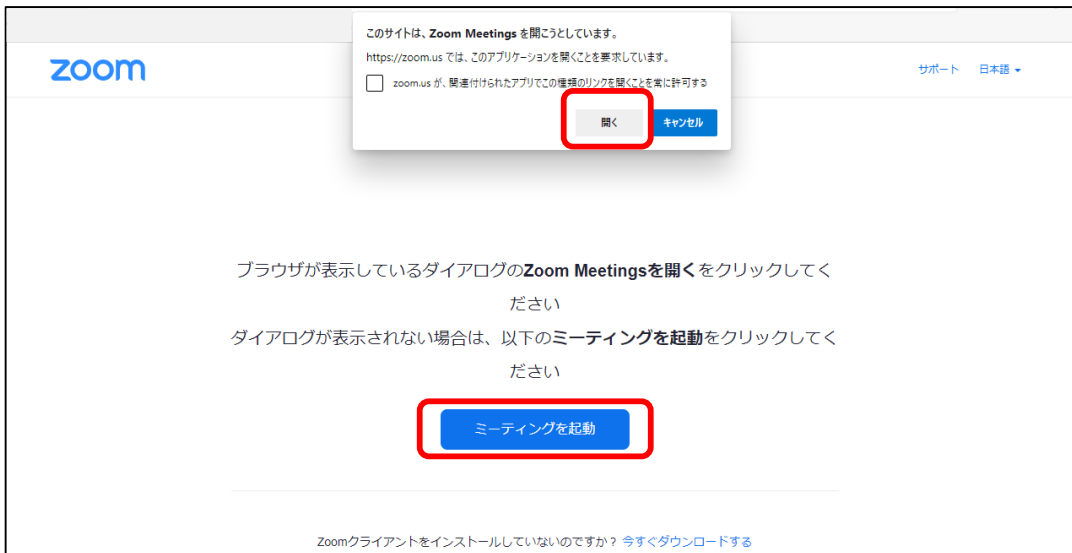 このサイトは、Zoom Meetings を開こうとしています。
https://zoom.us では、このアプリケーションを開くことを要求しています。
zoom.us が、関連付けられたアプリでこの種類のリンクを開くことを常に許可する
開く
キャンセル
zoom
サポート
日本語
ブラウザが表示しているダイアログのZoom Meetingsを開くをクリックしてく
ださい
ダイアログが表示されない場合は、以下のミーティングを起動をクリックしてく
ださい
ミーティングを起動
Zoomクライアントをインストールしていないのですか？ 今すぐダウンロードする